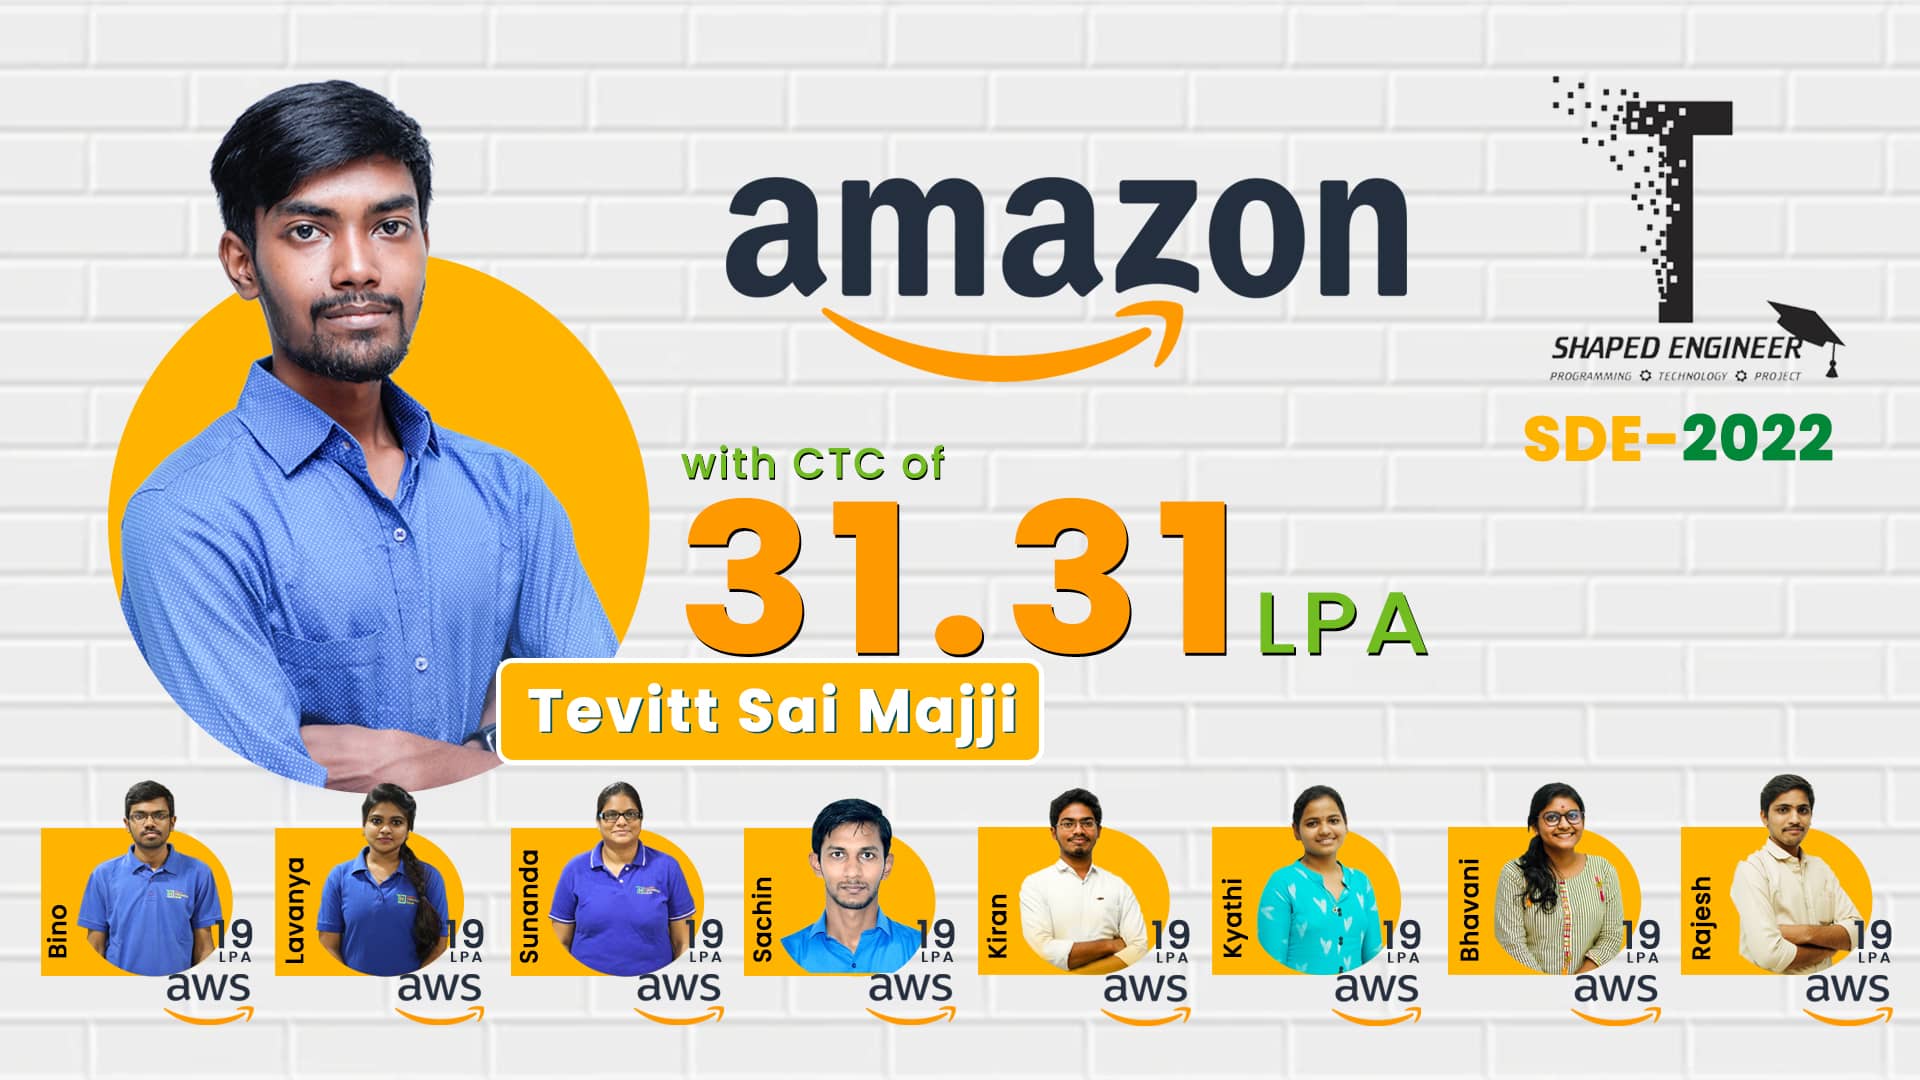 amazon
T
SHAPED ENGINEER
PROGRAMMING TECHNOLOGY PROJECT
SDE-2022
with CTC of
31.31 LPA
Tevitt Sai Majji
Bino
19
LPA
aws
Lavanya
19
LPA
aws
Sunanda
19
LPA
aws
Sachin
19
LPA
aws
Kiran
19
LPA
aws
Kyathi
19
LPA
aws
Bhavani
19
LPA
aws
Rajesh
19
LPA
aws